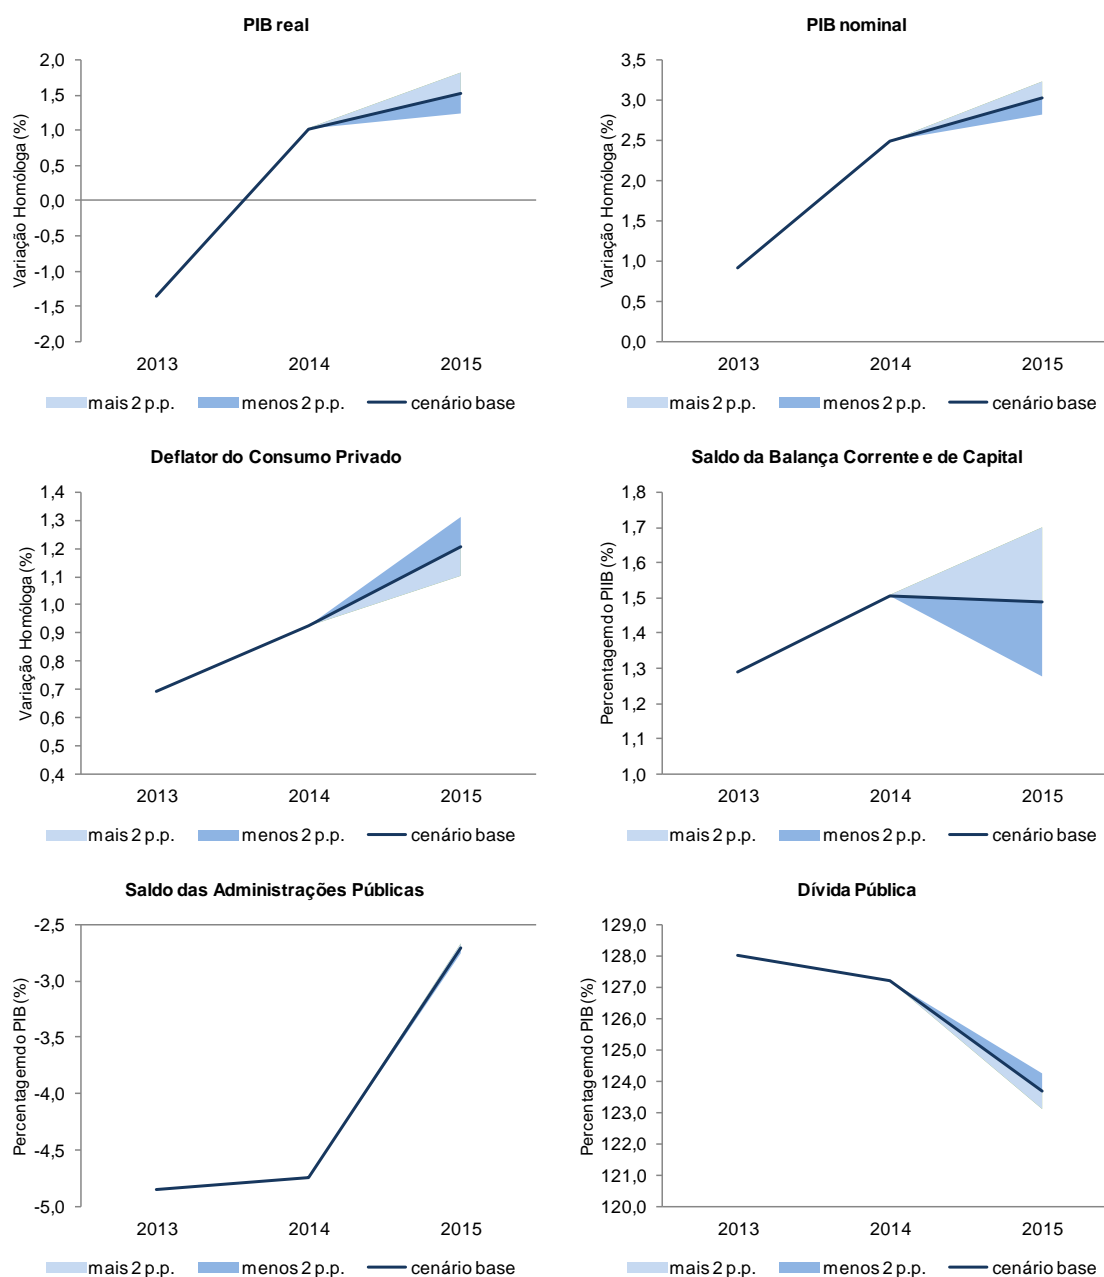 PIB real
Variação Homóloga (%)
2,0
1,5
1,0
0,5
0,0
-0,5
-1,0
-1,5
-2,0
2013 2014 2015
mais 2 p.p. menos 2 p.p. cenário base
PIB nominal
Variação Homóloga (%)
3,5
3,0
2,5
2,0
1,5
1,0
0,5
0,0
2013 2014 2015
mais 2 p.p. menos 2 p.p. cenário base
Deflator do Consumo Privado
Variação Homóloga (%)
1,4
1,3
1,2
1,1
1,0
0,9
0,8
0,7
0,6
0,5
0,4
2013 2014 2015
mais 2 p.p. menos 2 p.p. cenário base
Saldo da Balança Corrente e de Capital
Percentagem do PIIB (%)
1,8
1,7
1,6
1,5
1,4
1,3
1,2
1,1
1,0
2013 2014 2015
mais 2 p.p. menos 2 p.p. cenário base
Saldo das Administrações Públicas
Percentagem do PIB (%)
-2,5
-3,0
-3,5
-4,0
-4,5
-5,0
2013 2014 2015
mais 2 p.p. menos 2 p.p. cenário base
Dívida Pública
Percentagem do PIB (%)
129,0
128,0
127,0
126,0
125,0
124,0
123,0
122,0
121,0
120,0
2013 2014 2015
mais 2 p.p. menos 2 p.p. cenário base